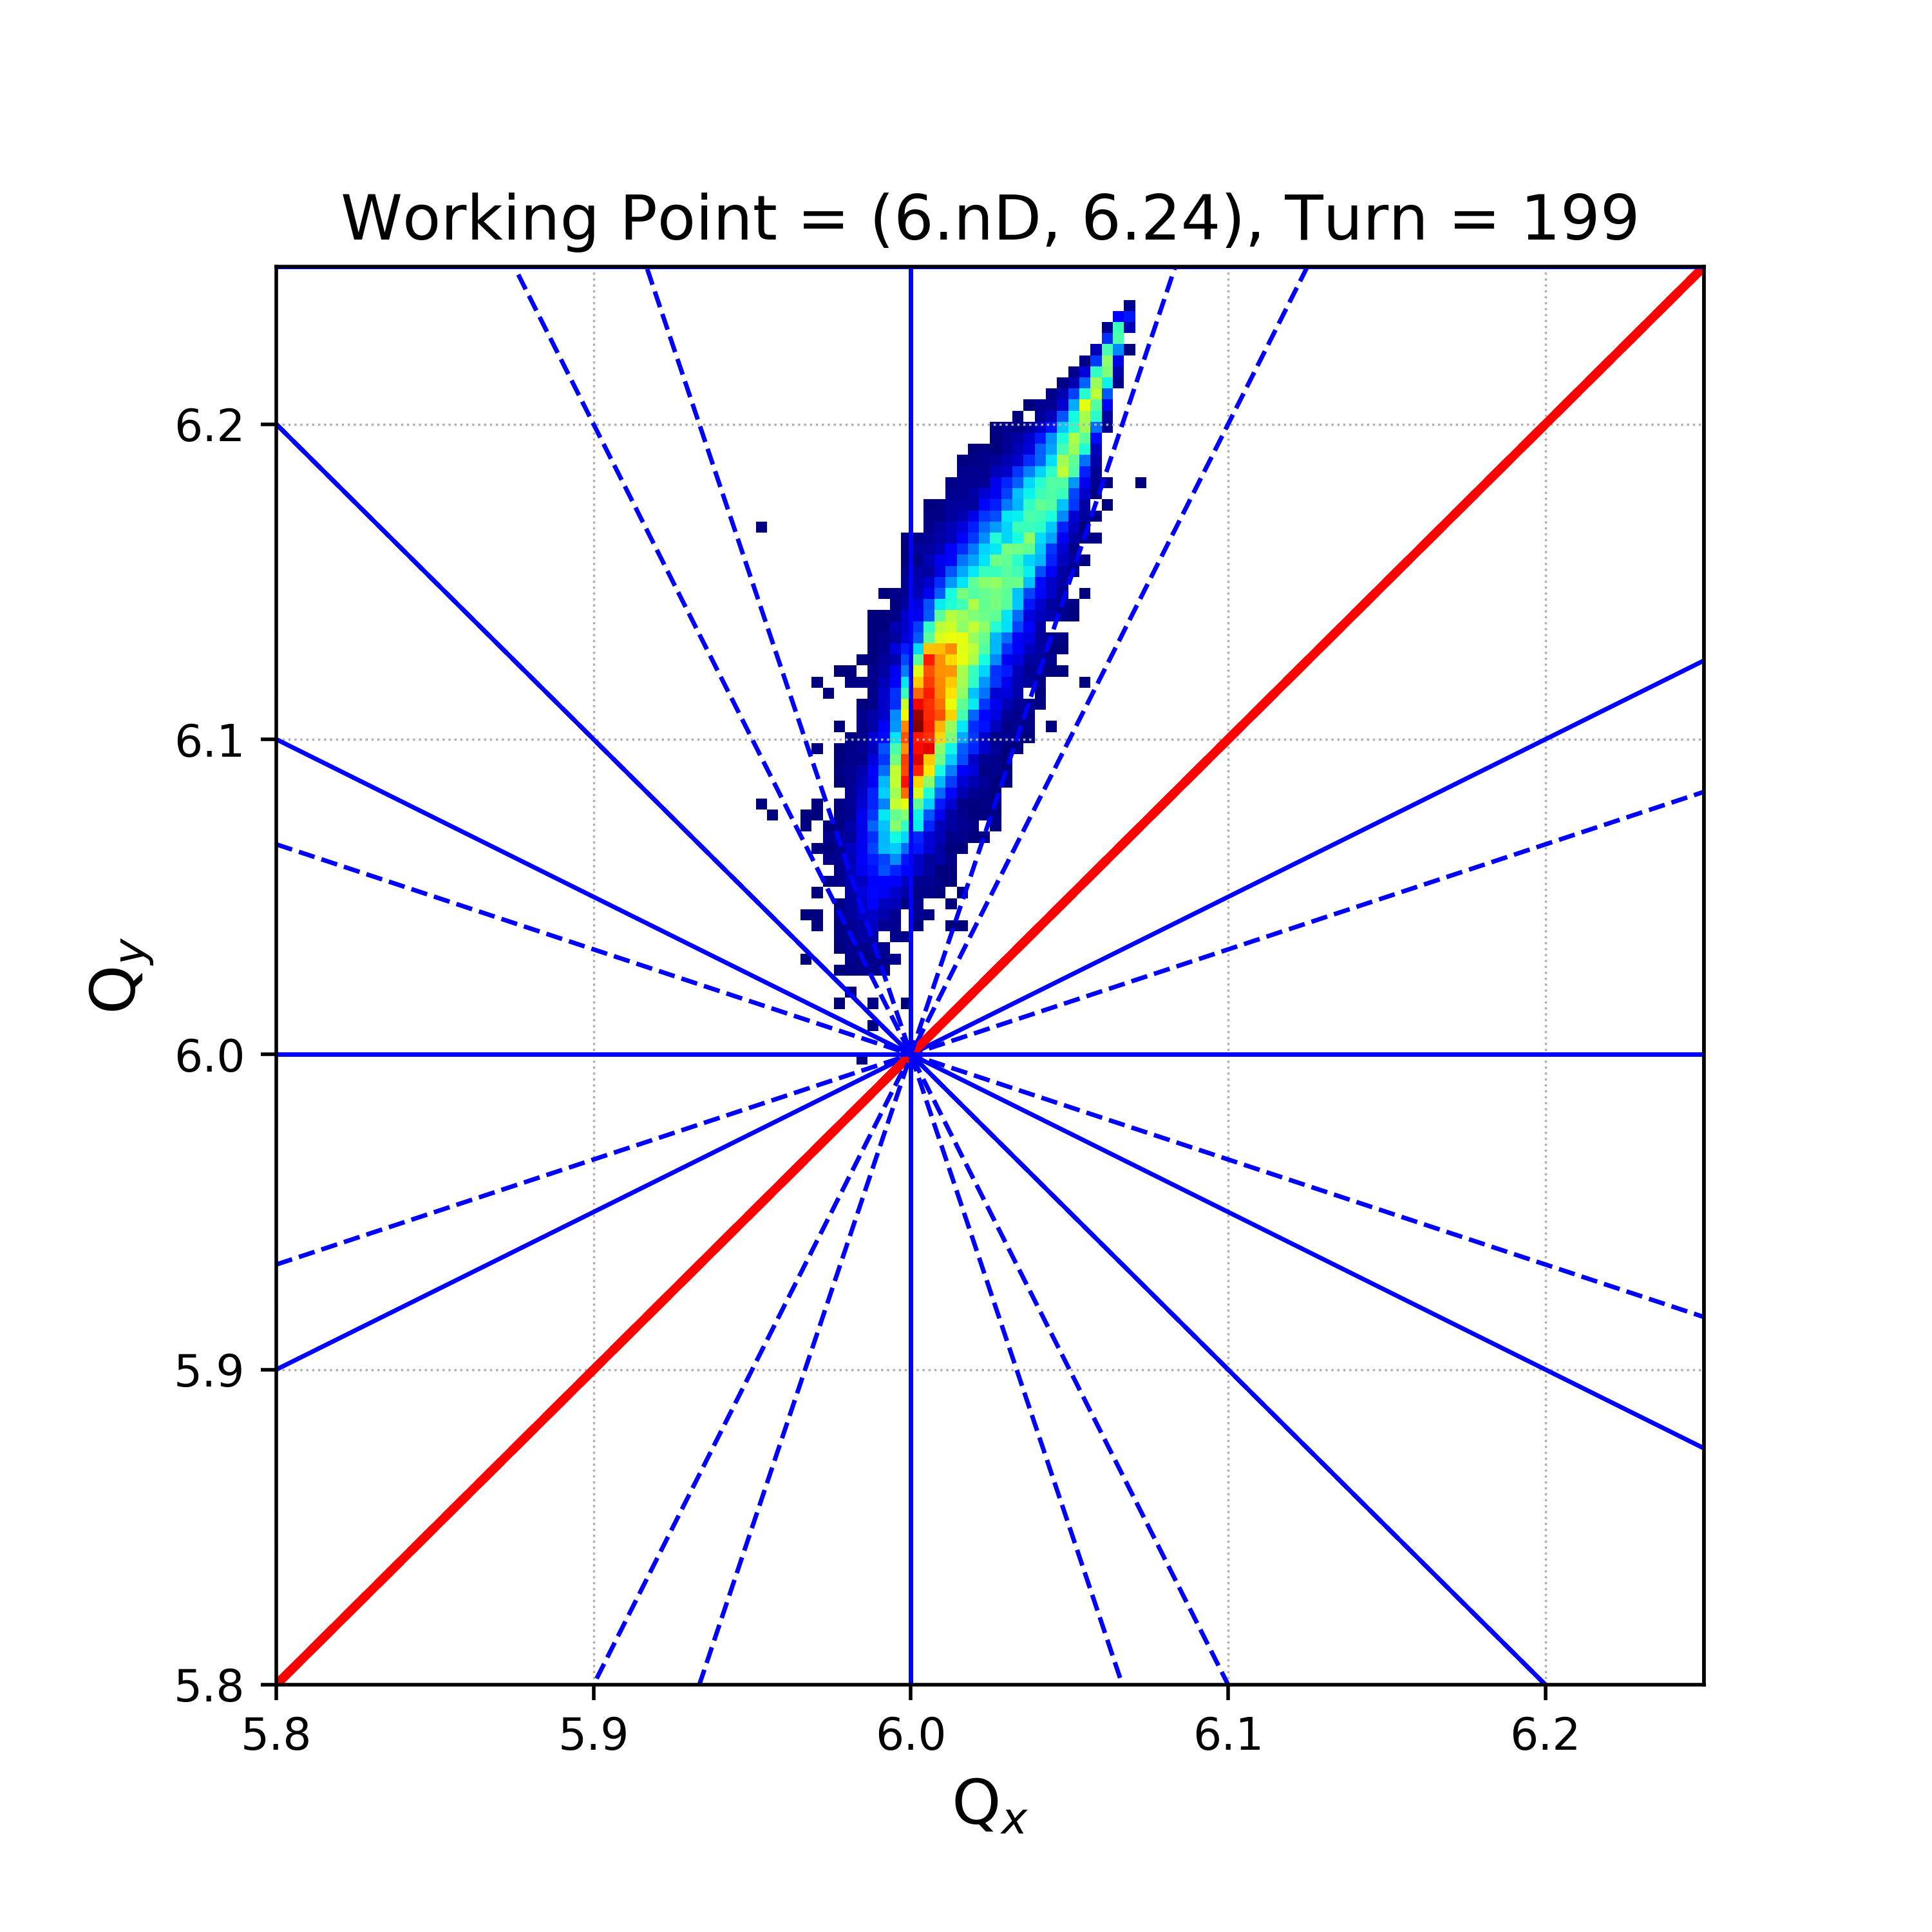 Working Point = (6.nD, 6.24), Turn = 199
6.2
6.1
6.0
5.9
5.8
Qy
5.8 5.9 6.0 6.1 6.2
Qx